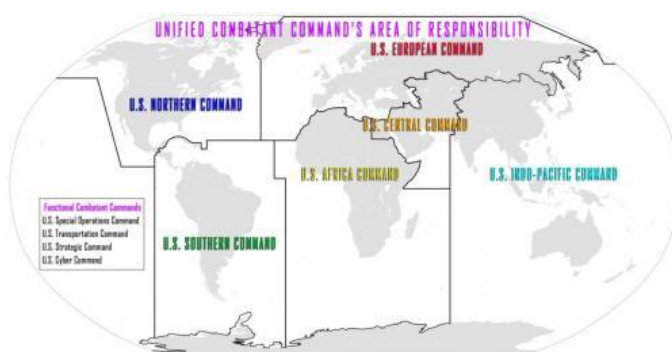 UNIFIED COMBATANT COMMAND'S AREA OF RESPONSIBILITY
U.S. EUROPEAN COMMAND
U.S. NORTHERN COMMAND
U.S. CENTRAL COMMAND
U.S. AFRICA COMMAND
U.S. INDO-PACIFIC COMMAND
Functional Combatant Commands
U.S. Special Operations Command
U.S. Transportation Command
U.S. Strategic Command
U.S. Cyber Command
U.S. SOUTHERN COMMAND